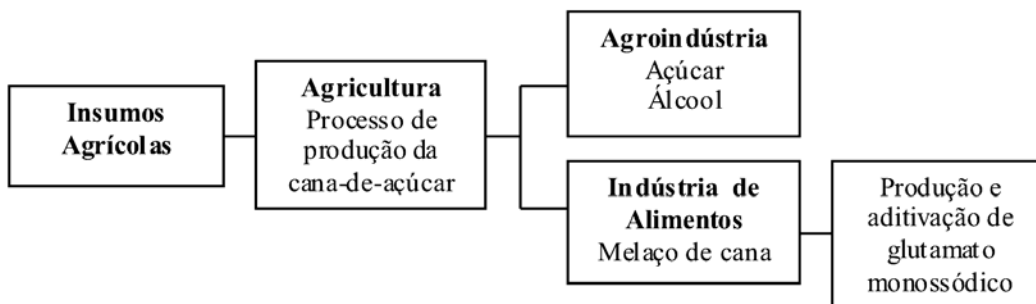 Insumos
Agrícolas
Agricultura
Processo de
produção da
cana-de-açúcar
Agroindústria
Açúcar
Álcool
Indústria de
Alimentos
Melaço de cana
Produção e
aditivação de
glutamato
monossódico